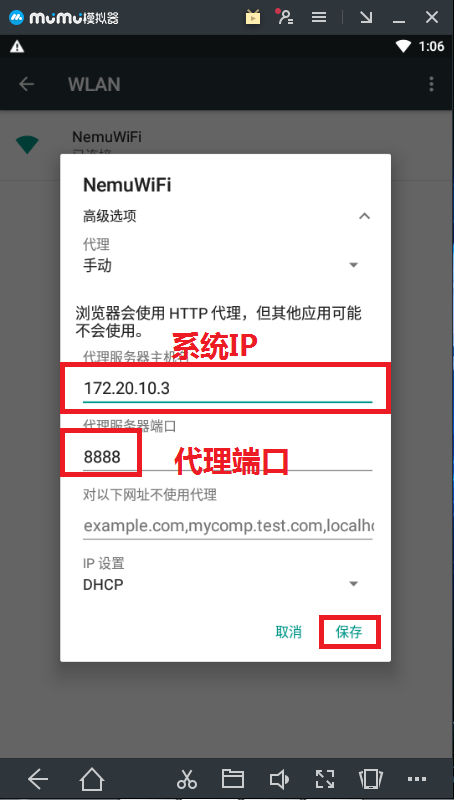 MUMU模拟器
1:06
WLAN
NemuWiFi
已连接
NemuWiFi
高级选项
代理
手动
浏览器会使用 HTTP 代理，但其他应用可能
不会使用。
系统IP
代理服务器主机名
172.20.10.3
代理服务器端口
8888
代理端口
对以下网址不使用代理
example.com,mycomp.test.com,localho
IP 设置
DHCP
取消
保存